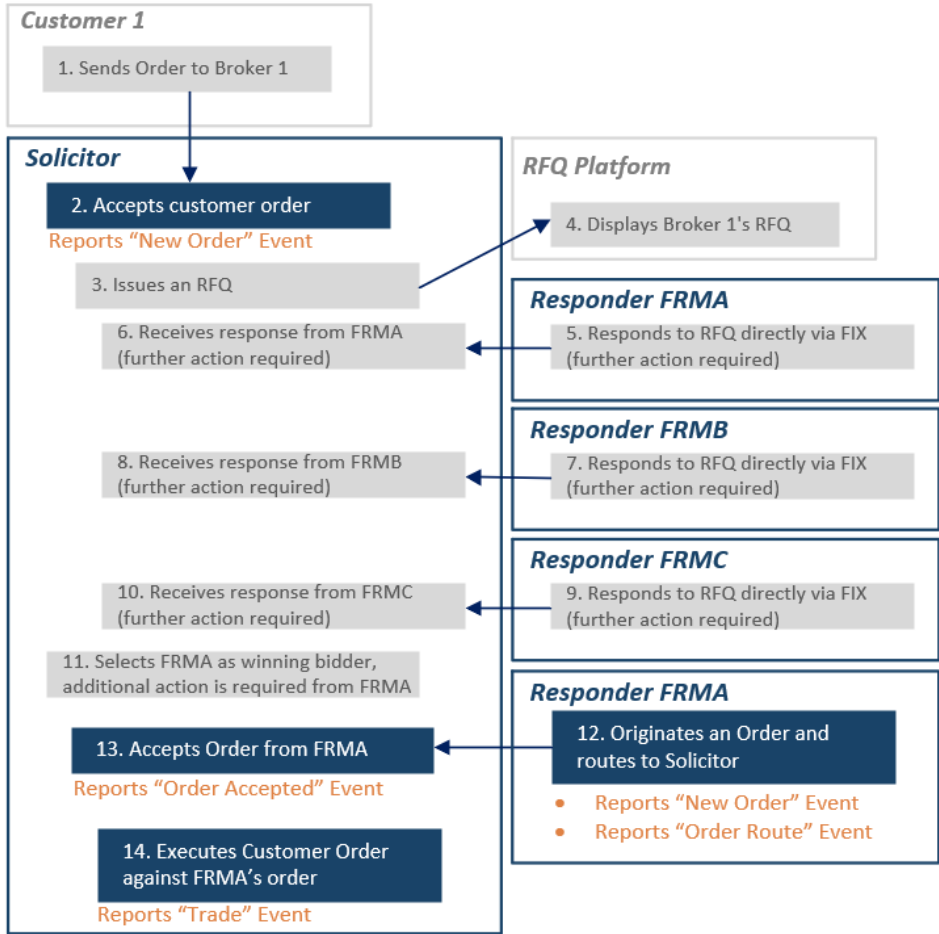 Customer 1
1. Sends Order to Broker 1
Solicitor
2. Accepts customer order
Reports “New Order” Event
3. Issues an RFQ
RFQ Platform
4. Displays Broker 1's RFQ
Responder FRMA
5. Responds to RFQ directly via FIX
(further action required)
6. Receives response from FRMA
(further action required)
Responder FRMB
7. Responds to RFQ directly via FIX
(further action required)
8. Receives response from FRMB
(further action required)
Responder FRMC
9. Responds to RFQ directly via FIX
(further action required)
10. Receives response from FRMC
(further action required)
11. Selects FRMA as winning bidder,
additional action is required from FRMA
Responder FRMA
12. Originates an Order and
routes to Solicitor
• Reports “New Order” Event
• Reports “Order Route” Event
13. Accepts Order from FRMA
Reports “Order Accepted” Event
14. Executes Customer Order
against FRMA’s order
Reports “Trade” Event